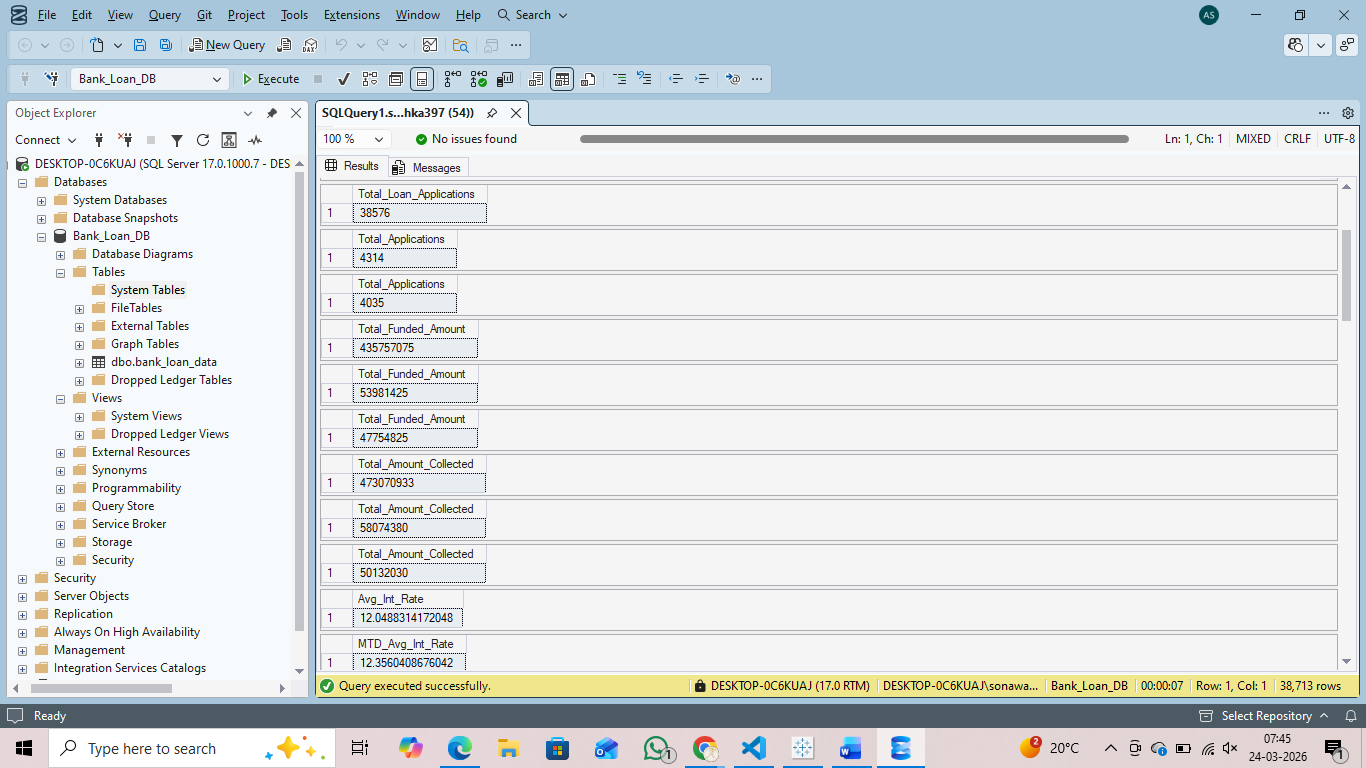 File Edit View Query Git Project Tools Extensions Window Help Search AS
New Query DAX
Bank_Loan_DB Execute
Object Explorer
Connect
DESKTOP-0C6KUAJ (SQL Server 17.0.1000.7 - DES
Databases
System Databases
Database Snapshots
Bank_Loan_DB
Database Diagrams
Tables
System Tables
FileTables
External Tables
Graph Tables
dbo.bank_loan_data
Dropped Ledger Tables
Views
System Views
Dropped Ledger Views
External Resources
Synonyms
Programmability
Query Store
Service Broker
Storage
Security
Security
Server Objects
Replication
Always On High Availability
Management
Integration Services Catalogs
SQLQuery1.s...hka397 (54))
100 % No issues found Ln: 1, Ch: 1 MIXED CRLF UTF-8
Results Messages
Total_Loan_Applications
1 38576
Total_Applications
1 4314
Total_Applications
1 4035
Total_Funded_Amount
1 435757075
Total_Funded_Amount
1 53981425
Total_Funded_Amount
1 47754825
Total_Amount_Collected
1 473070933
Total_Amount_Collected
1 58074380
Total_Amount_Collected
1 50132030
Avg_Int_Rate
1 12.0488314172048
MTD_Avg_Int_Rate
1 12.3560408676042
Query executed successfully. DESKTOP-0C6KUAJ (17.0 RTM) DESKTOP-0C6KUAJ\sonawa... Bank_Loan_DB 00:00:07 Row: 1, Col: 1 38,713 rows
Ready Select Repository
Type here to search 1 2 20°C 07:45 1
24-03-2026